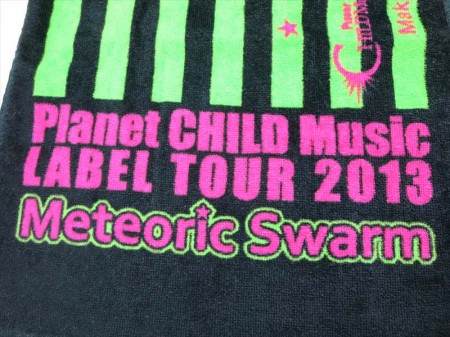 Planet CHILD Music
LABEL TOUR 2013
Meteoric Swarm